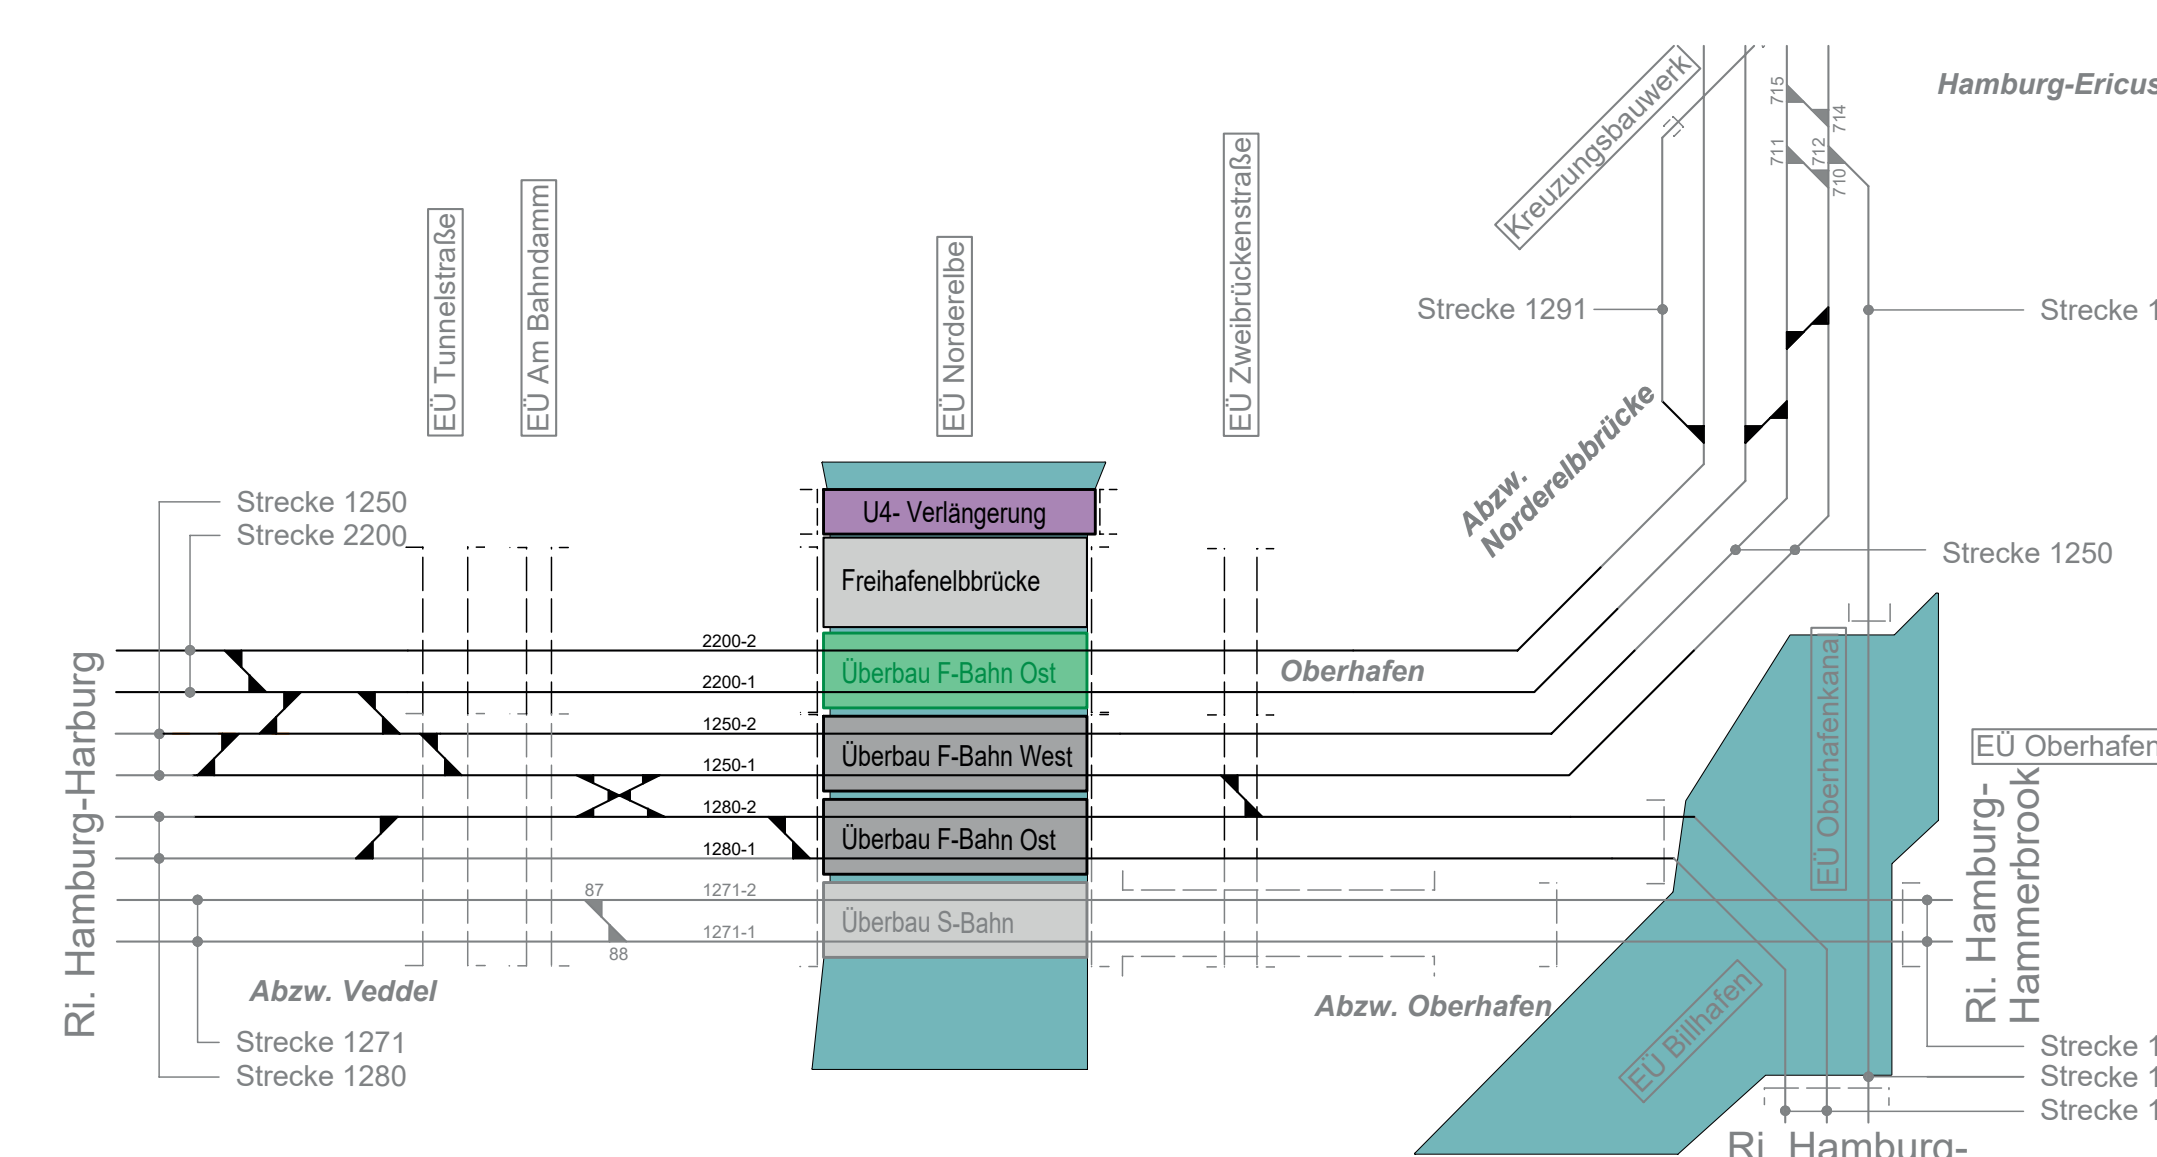 Hamburg-Ericus
715
714
711
712
710
Kreuzungsbauwerk
EÜ Tunnelstraße
EÜ Am Bahndamm
EÜ Norderelbe
EÜ Zweibrückenstraße
Strecke 1291
Strecke 1
Abzw.
Norderelbbrücke
Strecke 1250
Strecke 2200
U4- Verlängerung
Strecke 1250
Freihafenelbbrücke
2200-2
Überbau F-Bahn Ost
2200-1
Oberhafen
1250-2
Überbau F-Bahn West
1250-1
1280-2
Überbau F-Bahn Ost
1280-1
87
1271-2
Überbau S-Bahn
1271-1
88
Ri. Hamburg-Harburg
EÜ Oberhafenkana
EÜ Oberhafen
Ri. Hamburg-
Hammerbrook
Abzw. Veddel
Abzw. Oberhafen
EÜ Billhafen
Strecke 1271
Strecke 1280
Strecke 1
Strecke 1
Strecke 1
Ri. Hamburg-